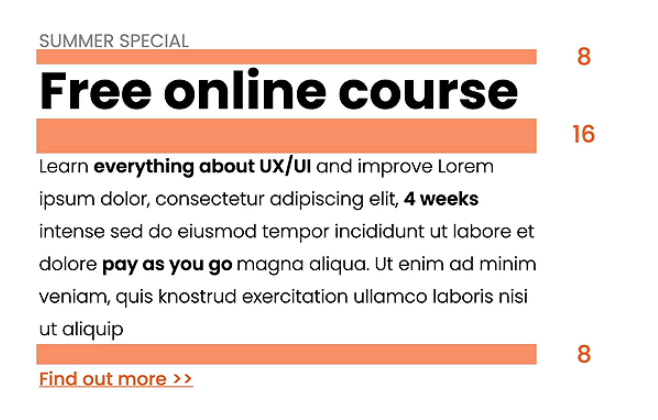 SUMMER SPECIAL
8
Free online course
16
Learn everything about UX/UI and improve Lorem
ipsum dolor, consectetur adipiscing elit, 4 weeks
intense sed do eiusmod tempor incididunt ut labore et
dolore pay as you go magna aliqua. Ut enim ad minim
veniam, quis knostrud exercitation ullamco laboris nisi
ut aliquip
8
Find out more >>